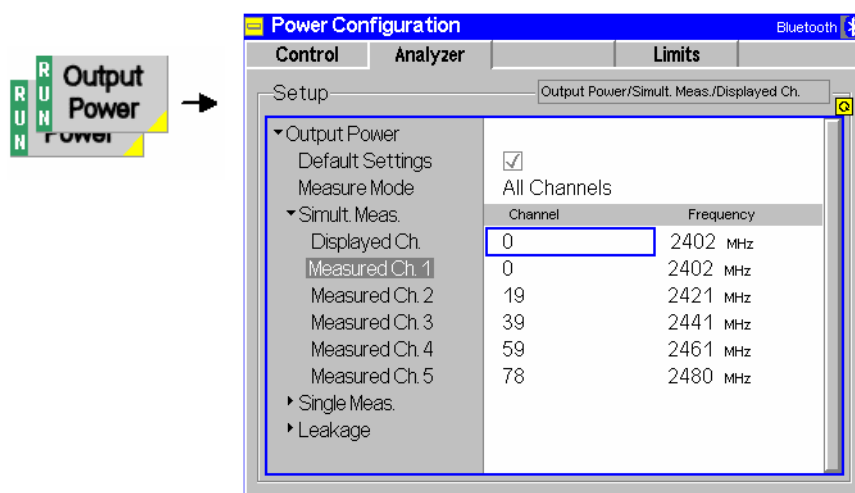 Power Configuration Bluetooth
Control Analyzer Limits
RUN Output Power
RUN Power
Setup Output Power/Simult. Meas./Displayed Ch.
Output Power
Default Settings
Measure Mode All Channels
Simult. Meas. Channel Frequency
Displayed Ch. 0 2402 MHz
Measured Ch. 1 0 2402 MHz
Measured Ch. 2 19 2421 MHz
Measured Ch. 3 39 2441 MHz
Measured Ch. 4 59 2461 MHz
Measured Ch. 5 78 2480 MHz
Single Meas.
Leakage